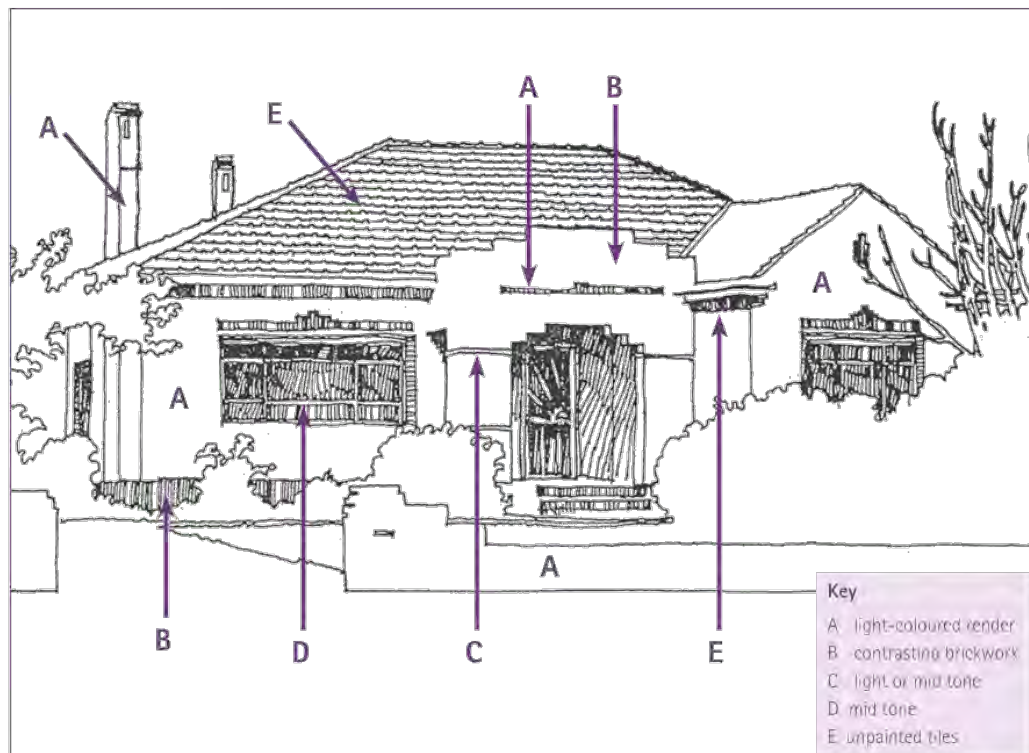 A B
E
A
A
A
A
B D C E
Key
A light-coloured render
B contrasting brickwork
C light or mid tone
D mid tone
E unpainted tiles